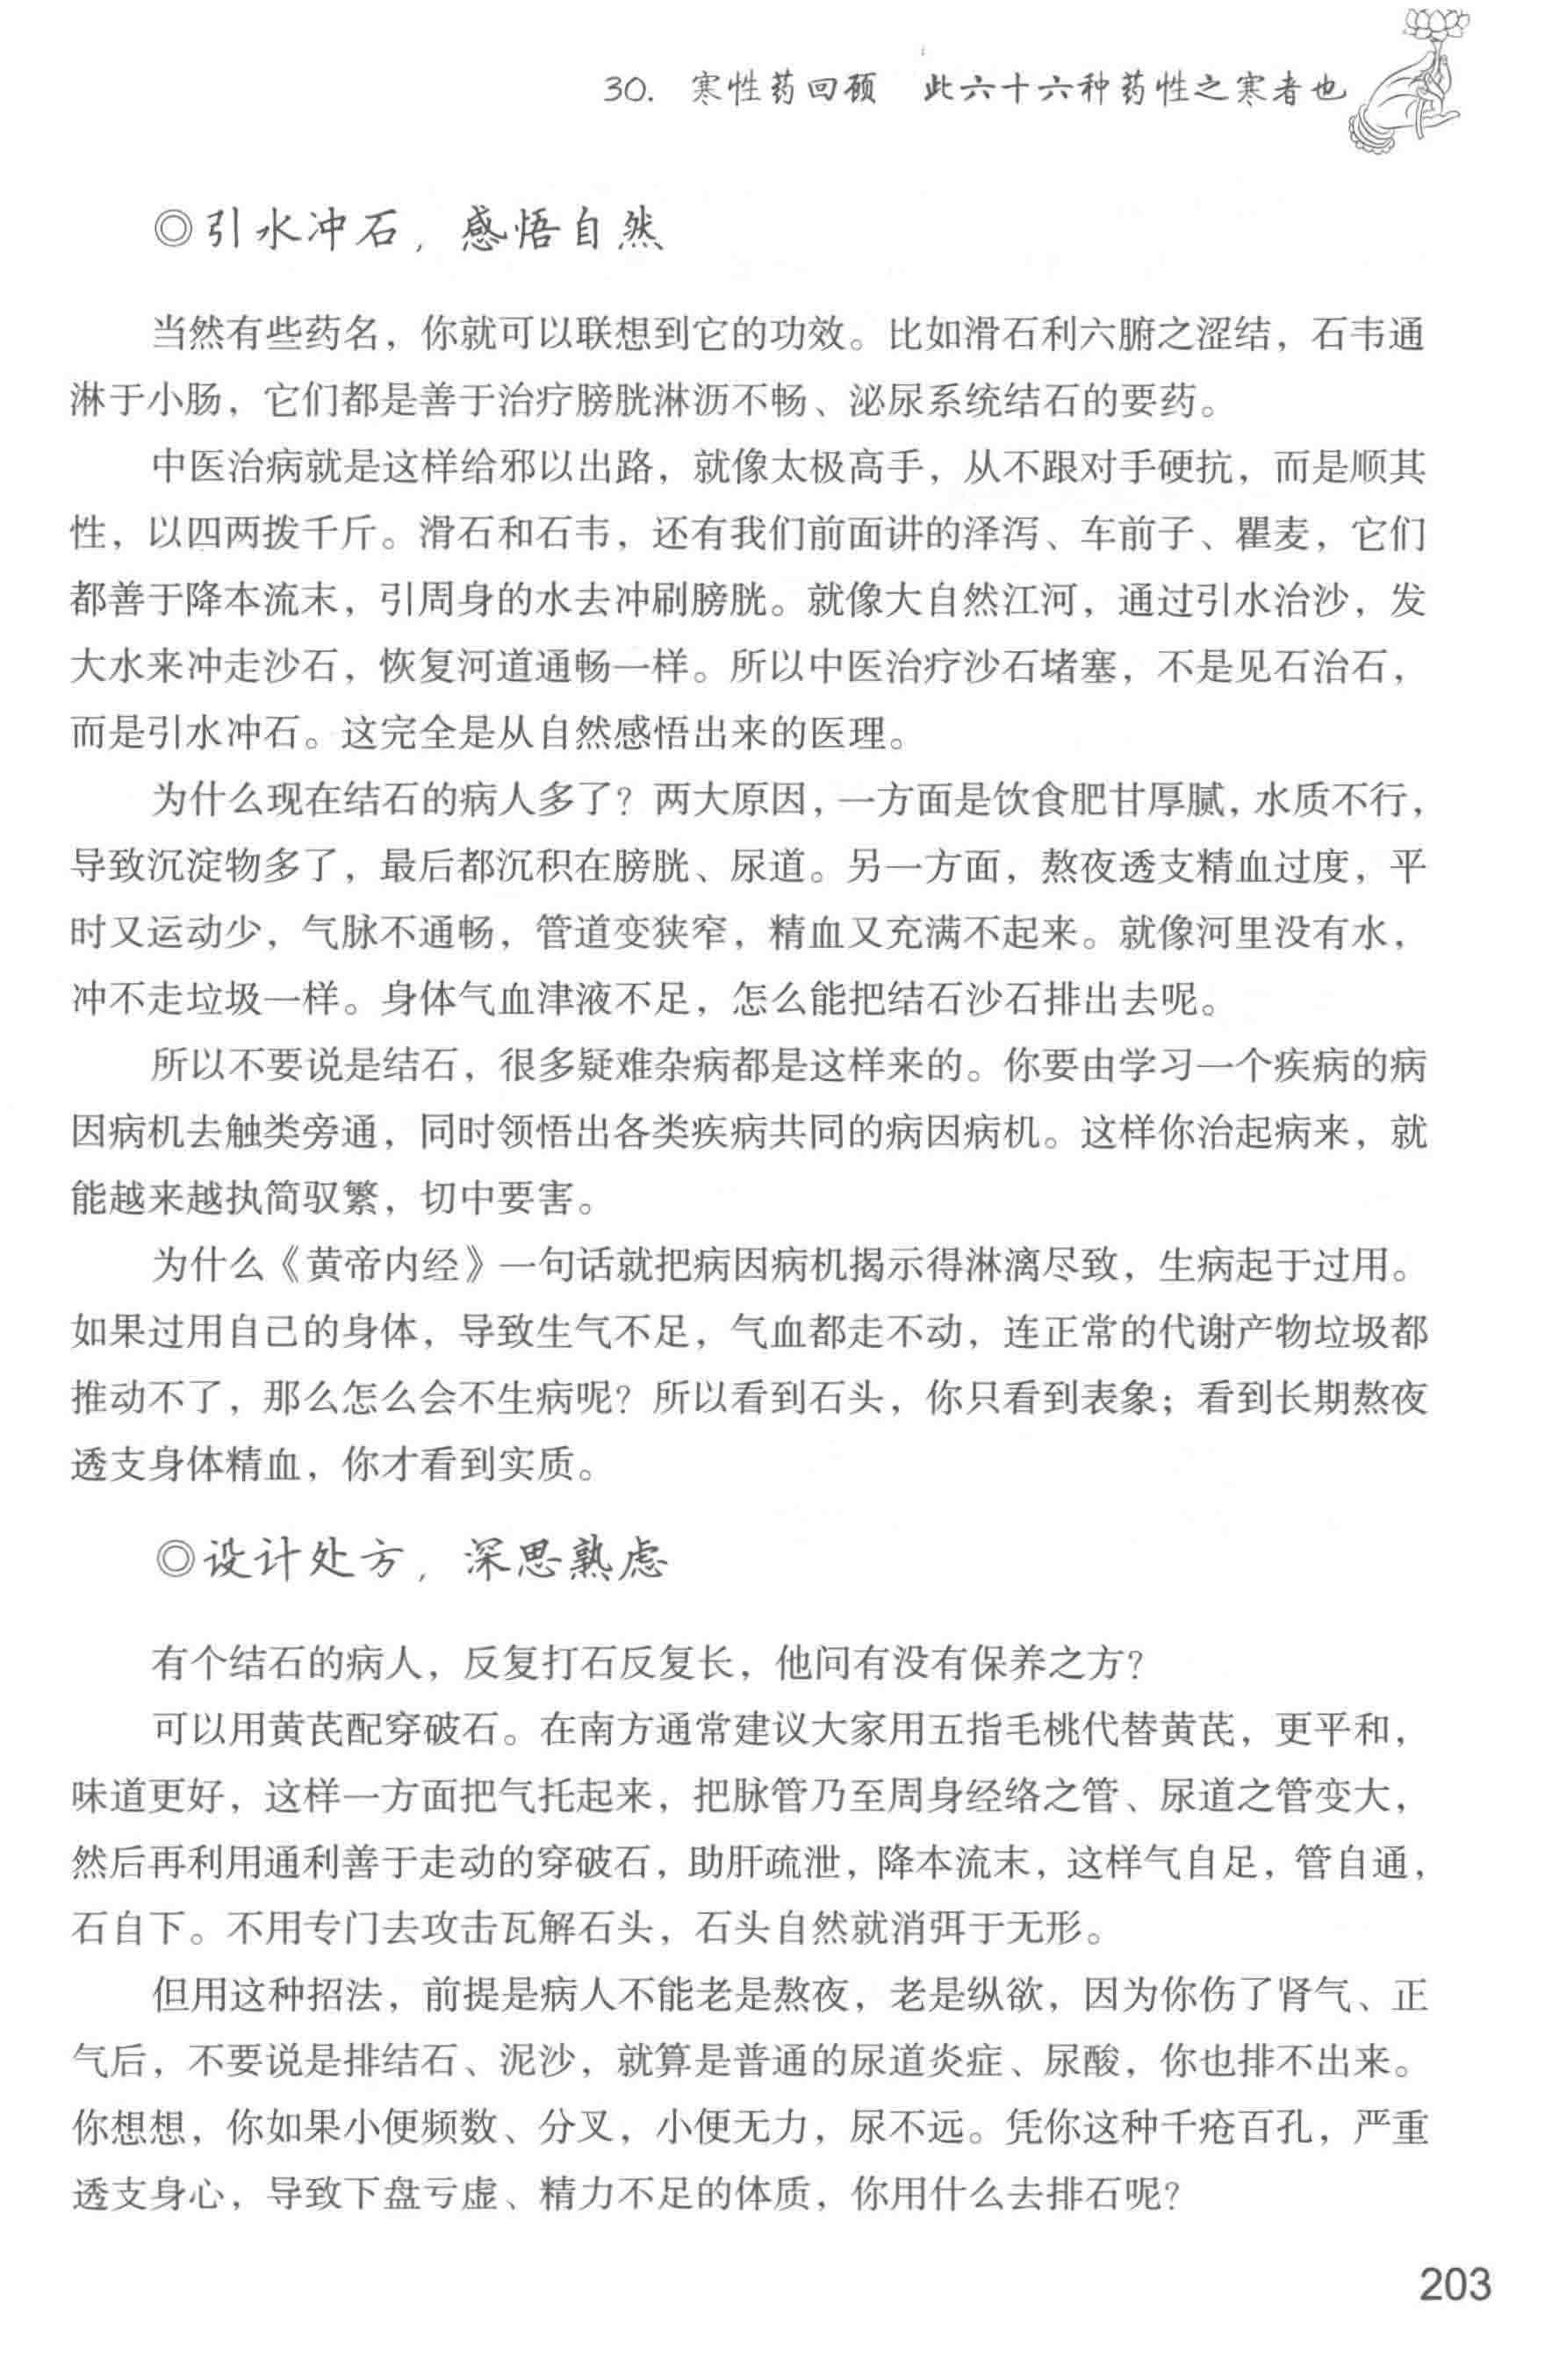 30. 寒性药回顾 此六十六种药性之寒者也
◎引水冲石，感悟自然
当然有些药名，你就可以联想到它的功效。比如滑石利六腑之涩结，石韦通
淋于小肠，它们都是善于治疗膀胱淋沥不畅、泌尿系统结石的要药。
中医治病就是这样给邪以出路，就像太极高手，从不跟对手硬抗，而是顺其
性，以四两拨千斤。滑石和石韦，还有我们前面讲的泽泻、车前子、瞿麦，它们
都善于降本流末，引周身的水去冲刷膀胱。就像大自然江河，通过引水治沙，发
大水来冲走沙石，恢复河道通畅一样。所以中医治疗沙石堵塞，不是见石治石，
而是引水冲石。这完全是从自然感悟出来的医理。
为什么现在结石的病人多了？两大原因，一方面是饮食肥甘厚腻，水质不行，
导致沉淀物多了，最后都沉积在膀胱、尿道。另一方面，熬夜透支精血过度，平
时又运动少，气脉不通畅，管道变狭窄，精血又充满不起来。就像河里没有水，
冲不走垃圾一样。身体气血津液不足，怎么能把结石沙石排出去呢。
所以不要说是结石，很多疑难杂病都是这样来的。你要由学习一个疾病的病
因病机去触类旁通，同时领悟出各类疾病共同的病因病机。这样你治起病来，就
能越来越执简驭繁，切中要害。
为什么《黄帝内经》一句话就把病因病机揭示得淋漓尽致，生病起于过用。
如果过用自己的身体，导致生气不足，气血都走不动，连正常的代谢产物垃圾都
推动不了，那么怎么会不生病呢？所以看到石头，你只看到表象；看到长期熬夜
透支身体精血，你才看到实质。
◎设计处方，深思熟虑
有个结石的病人，反复打石反复长，他问有没有保养之方？
可以用黄芪配穿破石。在南方通常建议大家用五指毛桃代替黄芪，更平和，
味道更好，这样一方面把气托起来，把脉管乃至周身经络之管、尿道之管变大，
然后再利用通利善于走动的穿破石，助肝疏泄，降本流末，这样气自足，管自通，
石自下。不用专门去攻击瓦解石头，石头自然就消弭于无形。
但用这种招法，前提是病人不能老是熬夜，老是纵欲，因为你伤了肾气、正
气后，不要说是排结石、泥沙，就算是普通的尿道炎症、尿酸，你也排不出来。
你想想，你如果小便频数、分叉，小便无力，尿不远。凭你这种千疮百孔，严重
透支身心，导致下盘亏虚、精力不足的体质，你用什么去排石呢？
203